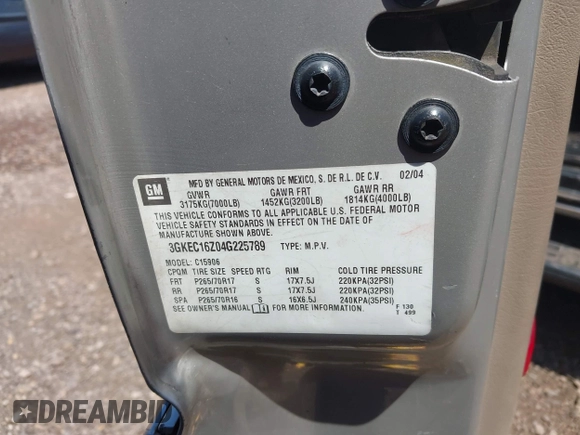 GM
MFD BY GENERAL MOTORS DE MEXICO, S. DE R.L. DE C.V. 02/04
GVWR GAWR FRT GAWR RR
3175KG(7000LB) 1452KG(3200LB) 1814KG(4000LB)
THIS VEHICLE CONFORMS TO ALL APPLICABLE U.S. FEDERAL MOTOR
VEHICLE SAFETY STANDARDS IN EFFECT ON THE DATE OF
MANUFACTURE SHOWN ABOVE.
3GKEC16Z04G225789 TYPE: M.P.V.
MODEL: C15906
CPQM TIRE SIZE SPEED RTG RIM COLD TIRE PRESSURE
FRT P265/70R17 S 17X7.5J 220KPA(32PSI)
RR P265/70R17 S 17X7.5J 220KPA(32PSI)
SPA P265/70R16 S 16X6.5J 240KPA(35PSI)
SEE OWNER'S MANUAL FOR MORE INFORMATION.
F 130
T 499
DREAMBID